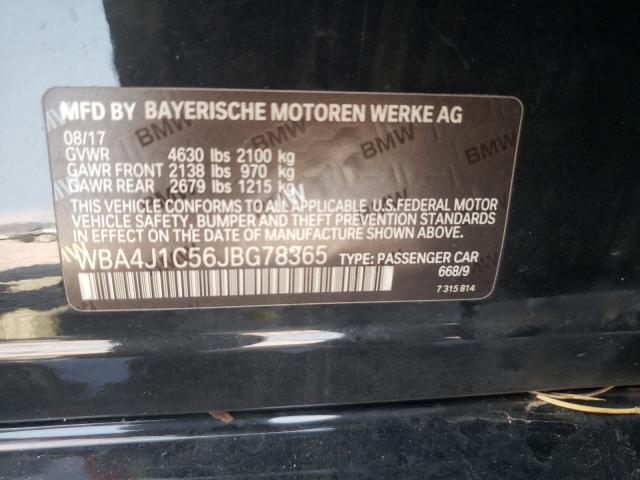 MFD BY BAYERISCHE MOTOREN WERKE AG
08/17
GVWR 4630 lbs 2100 kg
GAWR FRONT 2138 lbs 970 kg
GAWR REAR 2679 lbs 1215 kg
THIS VEHICLE CONFORMS TO ALL APPLICABLE U.S.FEDERAL MOTOR
VEHICLE SAFETY, BUMPER AND THEFT PREVENTION STANDARDS
IN EFFECT ON THE DATE OF MANUFACTURE SHOWN ABOVE.
WBA4J1C56JBG78365 TYPE: PASSENGER CAR
668/9
7 315 814